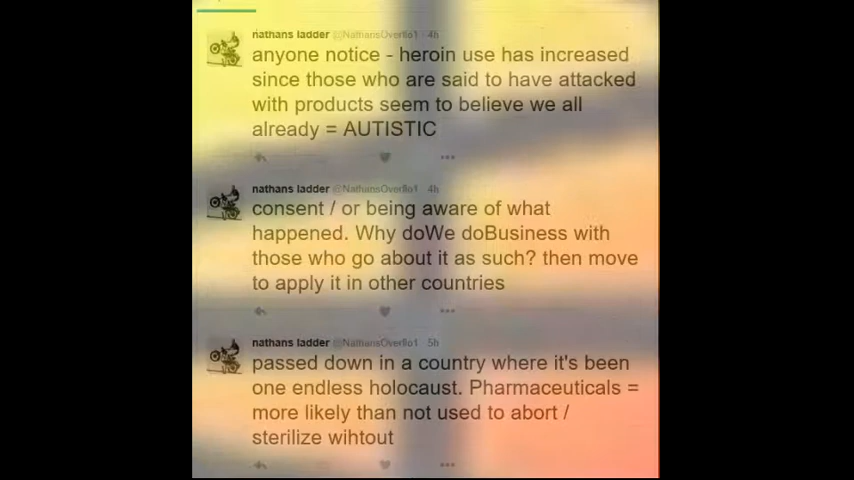 nathans ladder @NathansOverflo1 4h
anyone notice - heroin use has increased
since those who are said to have attacked
with products seem to believe we all
already = AUTISTIC
nathans ladder @NathansOverflo1 4h
consent / or being aware of what
happened. Why doWe doBusiness with
those who go about it as such? then move
to apply it in other countries
nathans ladder @NathansOverflo1 5h
passed down in a country where it's been
one endless holocaust. Pharmaceuticals =
more likely than not used to abort /
sterilize wihtout